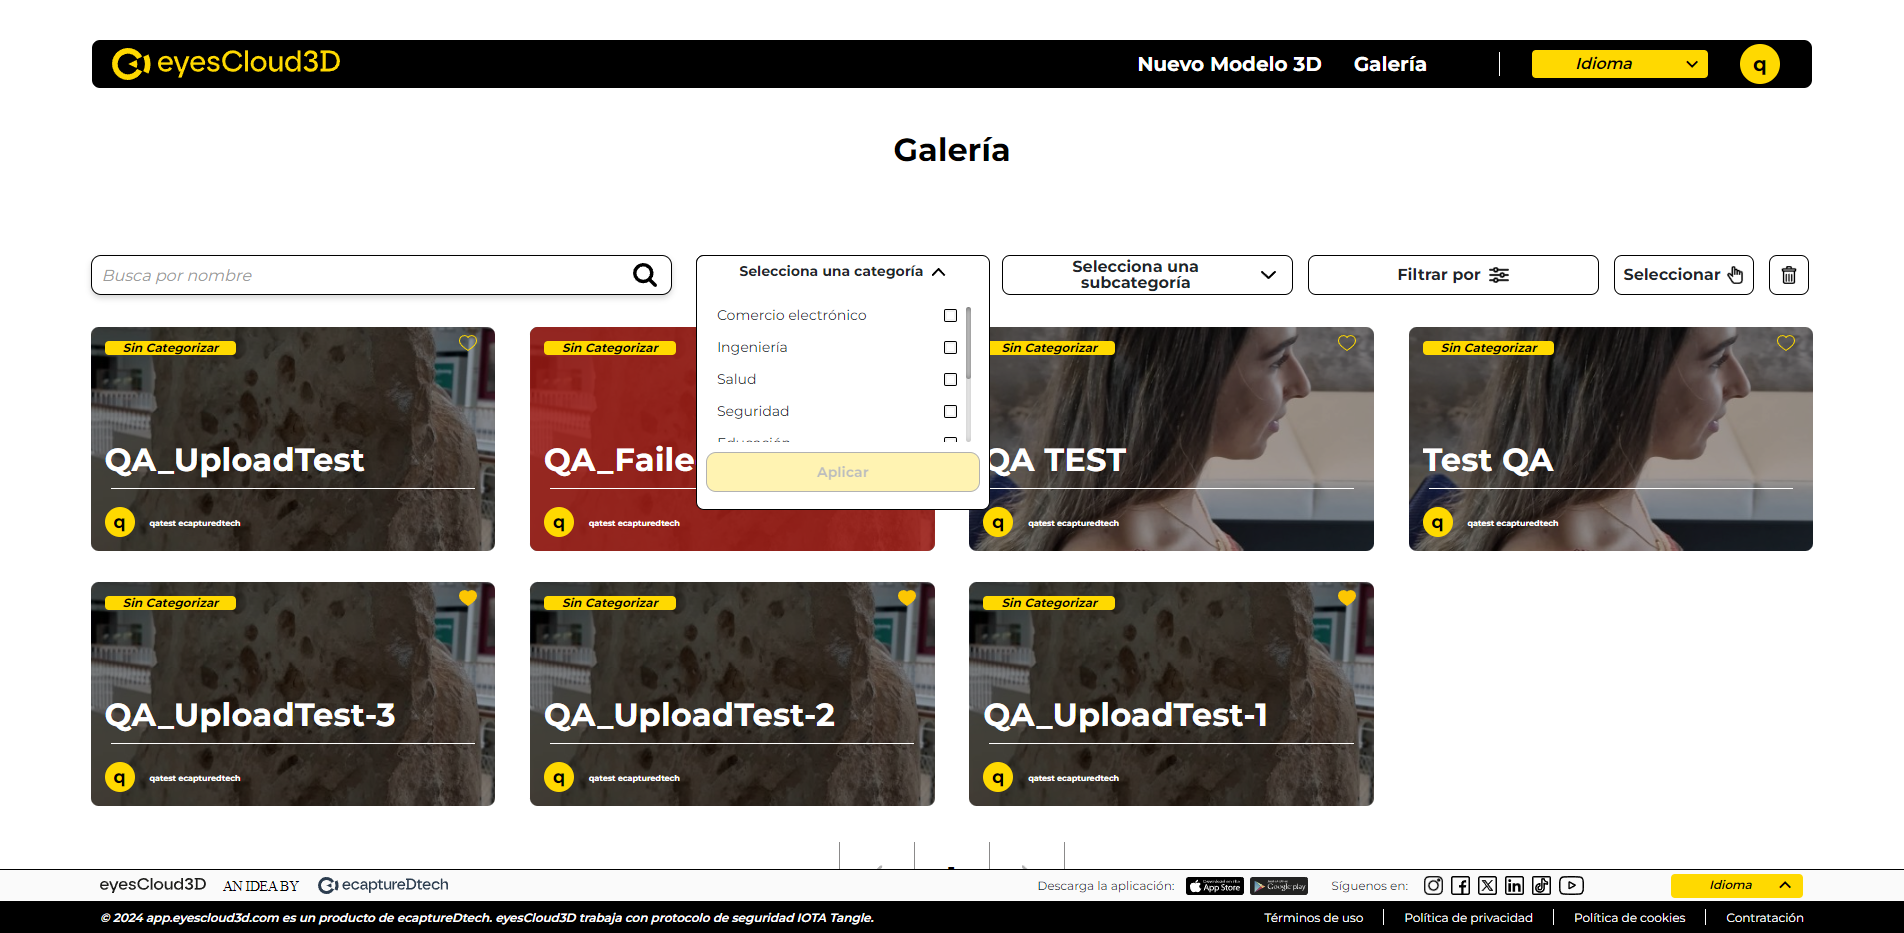 eyesCloud3D
Nuevo Modelo 3D
Galería
Idioma
q
Galería
Busca por nombre
Selecciona una categoría
Selecciona una
subcategoría
Filtrar por
Seleccionar
Comercio electrónico
Ingeniería
Salud
Seguridad
Educación
Aplicar
Sin Categorizar
QA_UploadTest
q
qatest ecapturedtech
Sin Categorizar
QA_Faile
q
qatest ecapturedtech
Sin Categorizar
QA TEST
q
qatest ecapturedtech
Sin Categorizar
Test QA
q
qatest ecapturedtech
Sin Categorizar
QA_UploadTest-3
q
qatest ecapturedtech
Sin Categorizar
QA_UploadTest-2
q
qatest ecapturedtech
Sin Categorizar
QA_UploadTest-1
q
qatest ecapturedtech
eyesCloud3D
AN IDEA BY
ecaptureDtech
Descarga la aplicación:
App Store
Google play
Síguenos en:
Idioma
© 2024 app.eyescloud3d.com es un producto de ecaptureDtech. eyesCloud3D trabaja con protocolo de seguridad IOTA Tangle.
Términos de uso
Política de privacidad
Política de cookies
Contratación